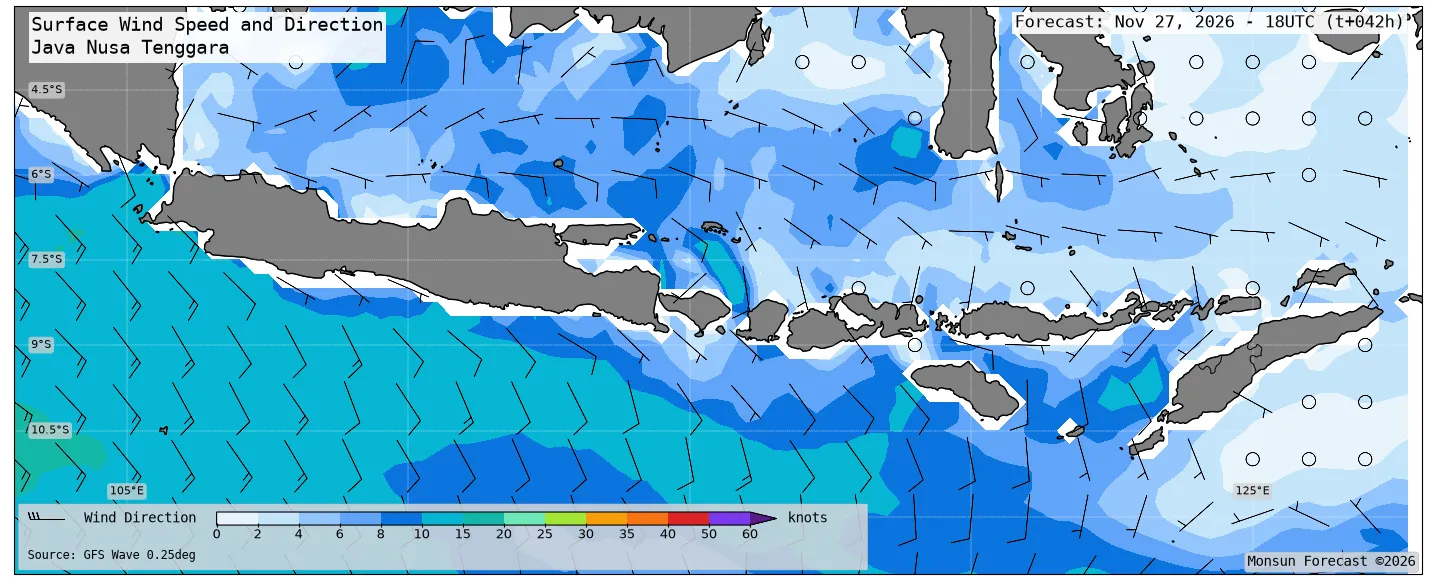 Surface Wind Speed and Direction
Java Nusa Tenggara
Forecast: Nov 27, 2026 - 18UTC (t+042h)
4.5°S
6°S
7.5°S
9°S
10.5°S
105°E
125°E
Wind Direction
0 2 4 6 8 10 15 20 25 30 35 40 50 60
knots
Source: GFS Wave 0.25deg
Monsun Forecast ©2026